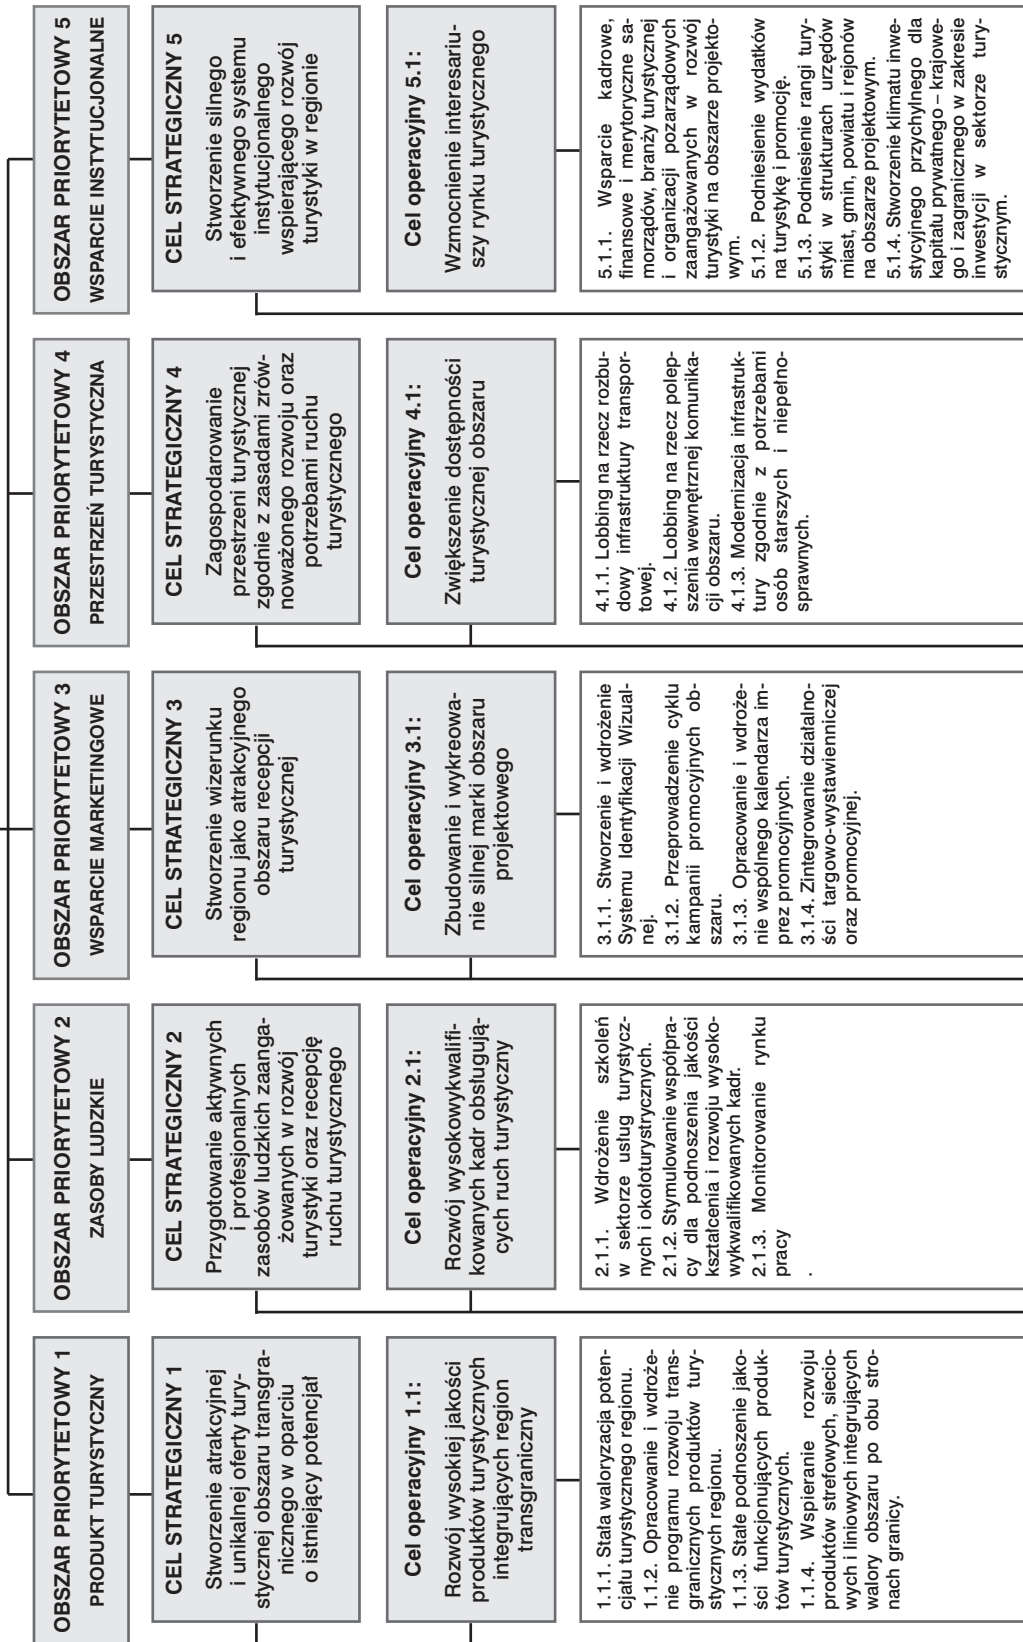 OBSZAR PRIORYTETOWY 1
PRODUKT TURYSTYCZNY
CEL STRATEGICZNY 1
Stworzenie atrakcyjnej
i unikalnej oferty tury-
stycznej obszaru transgra-
nicznego w oparciu
o istniejący potencjał
Cel operacyjny 1.1:
Rozwój wysokiej jakości
produktów turystycznych
integrujących region
transgraniczny
1.1.1. Stała waloryzacja poten-
cjału turystycznego regionu.
1.1.2. Opracowanie i wdroże-
nie programu rozwoju trans-
granicznych produktów tury-
stycznych regionu.
1.1.3. Stałe podnoszenie jako-
ści funkcjonujących produk-
tów turystycznych.
1.1.4. Wspieranie rozwoju
produktów strefowych, siecio-
wych i liniowych integrujących
walory obszaru po obu stro-
nach granicy.
OBSZAR PRIORYTETOWY 2
ZASOBY LUDZKIE
CEL STRATEGICZNY 2
Przygotowanie aktywnych
i profesjonalnych
zasobów ludzkich zaanga-
żowanych w rozwój
turystyki oraz recepcję
ruchu turystycznego
Cel operacyjny 2.1:
Rozwój wysokowykwalifi-
kowanych kadr obsługują-
cych ruch turystyczny
2.1.1. Wdrożenie szkoleń
w sektorze usług turystycz-
nych i okołoturystrycznych.
2.1.2. Stymulowanie współpra-
cy dla podnoszenia jakości
kształcenia i rozwoju wysoko-
wykwalifikowanych kadr.
2.1.3. Monitorowanie rynku
pracy
.
OBSZAR PRIORYTETOWY 3
WSPARCIE MARKETINGOWE
CEL STRATEGICZNY 3
Stworzenie wizerunku
regionu jako atrakcyjnego
obszaru recepcji
turystycznej
Cel operacyjny 3.1:
Zbudowanie i wykreowa-
nie silnej marki obszaru
projektowego
3.1.1. Stworzenie i wdrożenie
Systemu Identyfikacji Wizual-
nej.
3.1.2. Przeprowadzenie cyklu
kampanii promocyjnych ob-
szaru.
3.1.3. Opracowanie i wdroże-
nie wspólnego kalendarza im-
prez promocyjnych.
3.1.4. Zintegrowanie działalno-
ści targowo-wystawienniczej
oraz promocyjnej.
OBSZAR PRIORYTETOWY 4
PRZESTRZEŃ TURYSTYCZNA
CEL STRATEGICZNY 4
Zagospodarowanie
przestrzeni turystycznej
zgodnie z zasadami zrów-
noważonego rozwoju oraz
potrzebami ruchu
turystycznego
Cel operacyjny 4.1:
Zwiększenie dostępności
turystycznej obszaru
4.1.1. Lobbing na rzecz rozbu-
dowy infrastruktury transpor-
towej.
4.1.2. Lobbing na rzecz polep-
szenia wewnętrznej komunika-
cji obszaru.
4.1.3. Modernizacja infrastruk-
tury zgodnie z potrzebami
osób starszych i niepełno-
sprawnych.
OBSZAR PRIORYTETOWY 5
WSPARCIE INSTYTUCJONALNE
CEL STRATEGICZNY 5
Stworzenie silnego
i efektywnego systemu
instytucjonalnego
wspierającego rozwój
turystyki w regionie
Cel operacyjny 5.1:
Wzmocnienie interesariu-
szy rynku turystycznego
5.1.1. Wsparcie kadrowe,
finansowe i merytoryczne sa-
morządów, branży turystycznej
i organizacji pozarządowych
zaangażowanych w rozwój
turystyki na obszarze projekto-
wym.
5.1.2. Podniesienie wydatków
na turystykę i promocję.
5.1.3. Podniesienie rangi tury-
styki w strukturach urzędów
miast, gmin, powiatu i rejonów
na obszarze projektowym.
5.1.4. Stworzenie klimatu inwe-
stycyjnego przychylnego dla
kapitału prywatnego – krajowe-
go i zagranicznego w zakresie
inwestycji w sektorze tury-
stycznym.